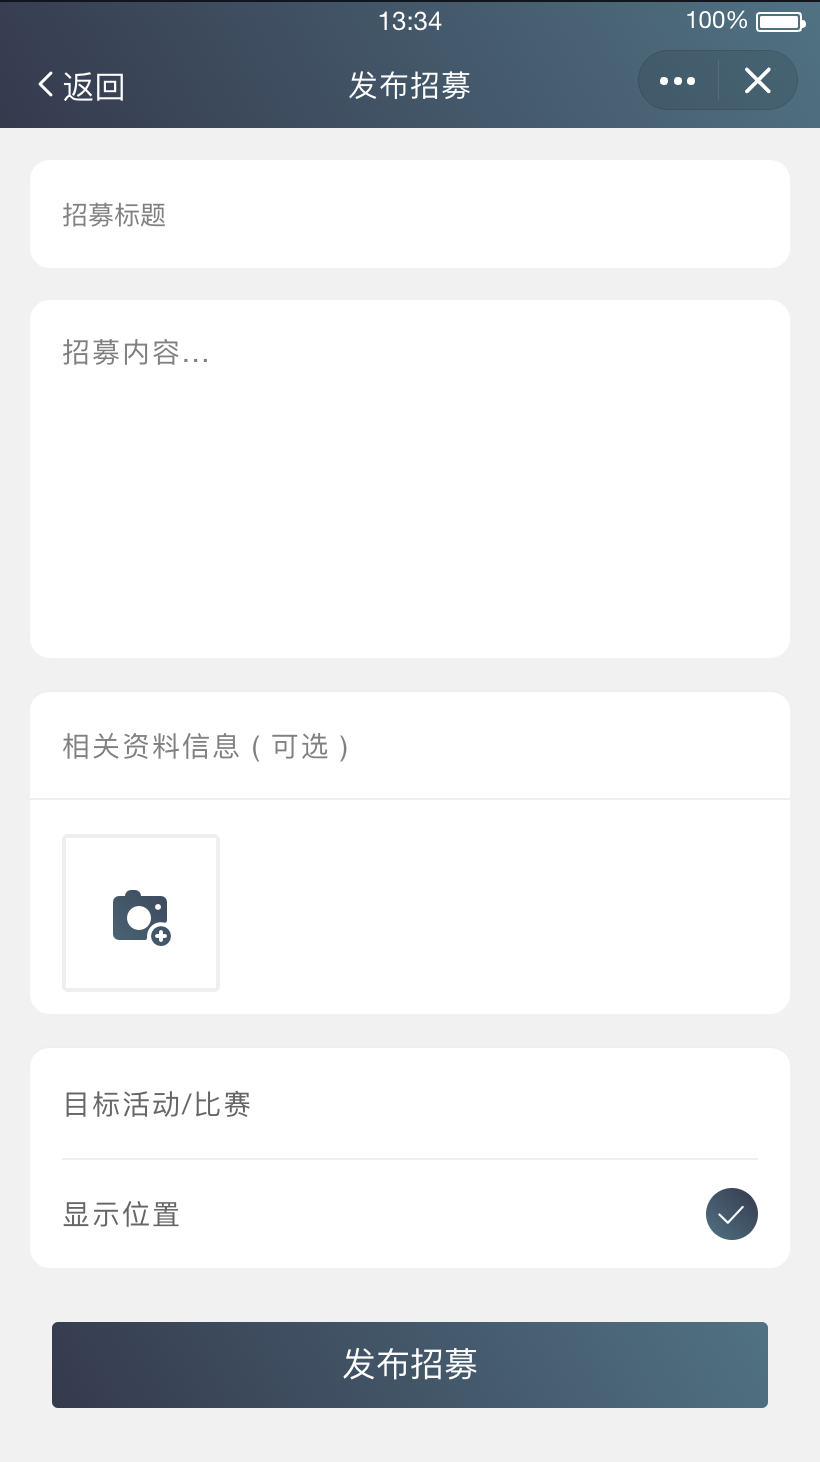 13:34
100%
返回
发布招募
招募标题
招募内容...
相关资料信息（可选）
目标活动/比赛
显示位置
发布招募